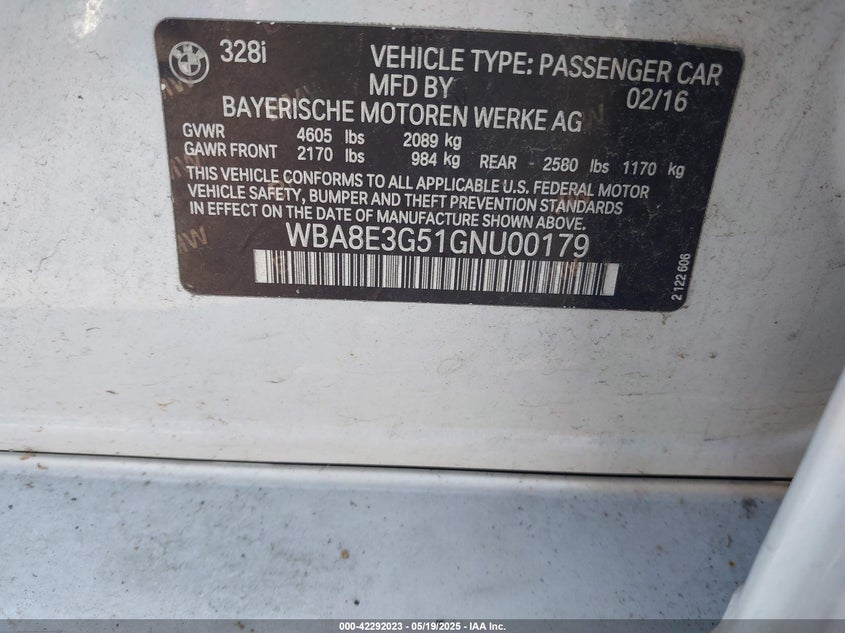 328i VEHICLE TYPE: PASSENGER CAR
MFD BY 02/16
BAYERISCHE MOTOREN WERKE AG
GVWR 4605 lbs 2089 kg
GAWR FRONT 2170 lbs 984 kg REAR - 2580 lbs 1170 kg
THIS VEHICLE CONFORMS TO ALL APPLICABLE U.S. FEDERAL MOTOR
VEHICLE SAFETY, BUMPER AND THEFT PREVENTION STANDARDS
IN EFFECT ON THE DATE OF MANUFACTURE SHOWN ABOVE.
WBA8E3G51GNU00179
2 122 606
000-42292023 - 05/19/2025 - IAA Inc.